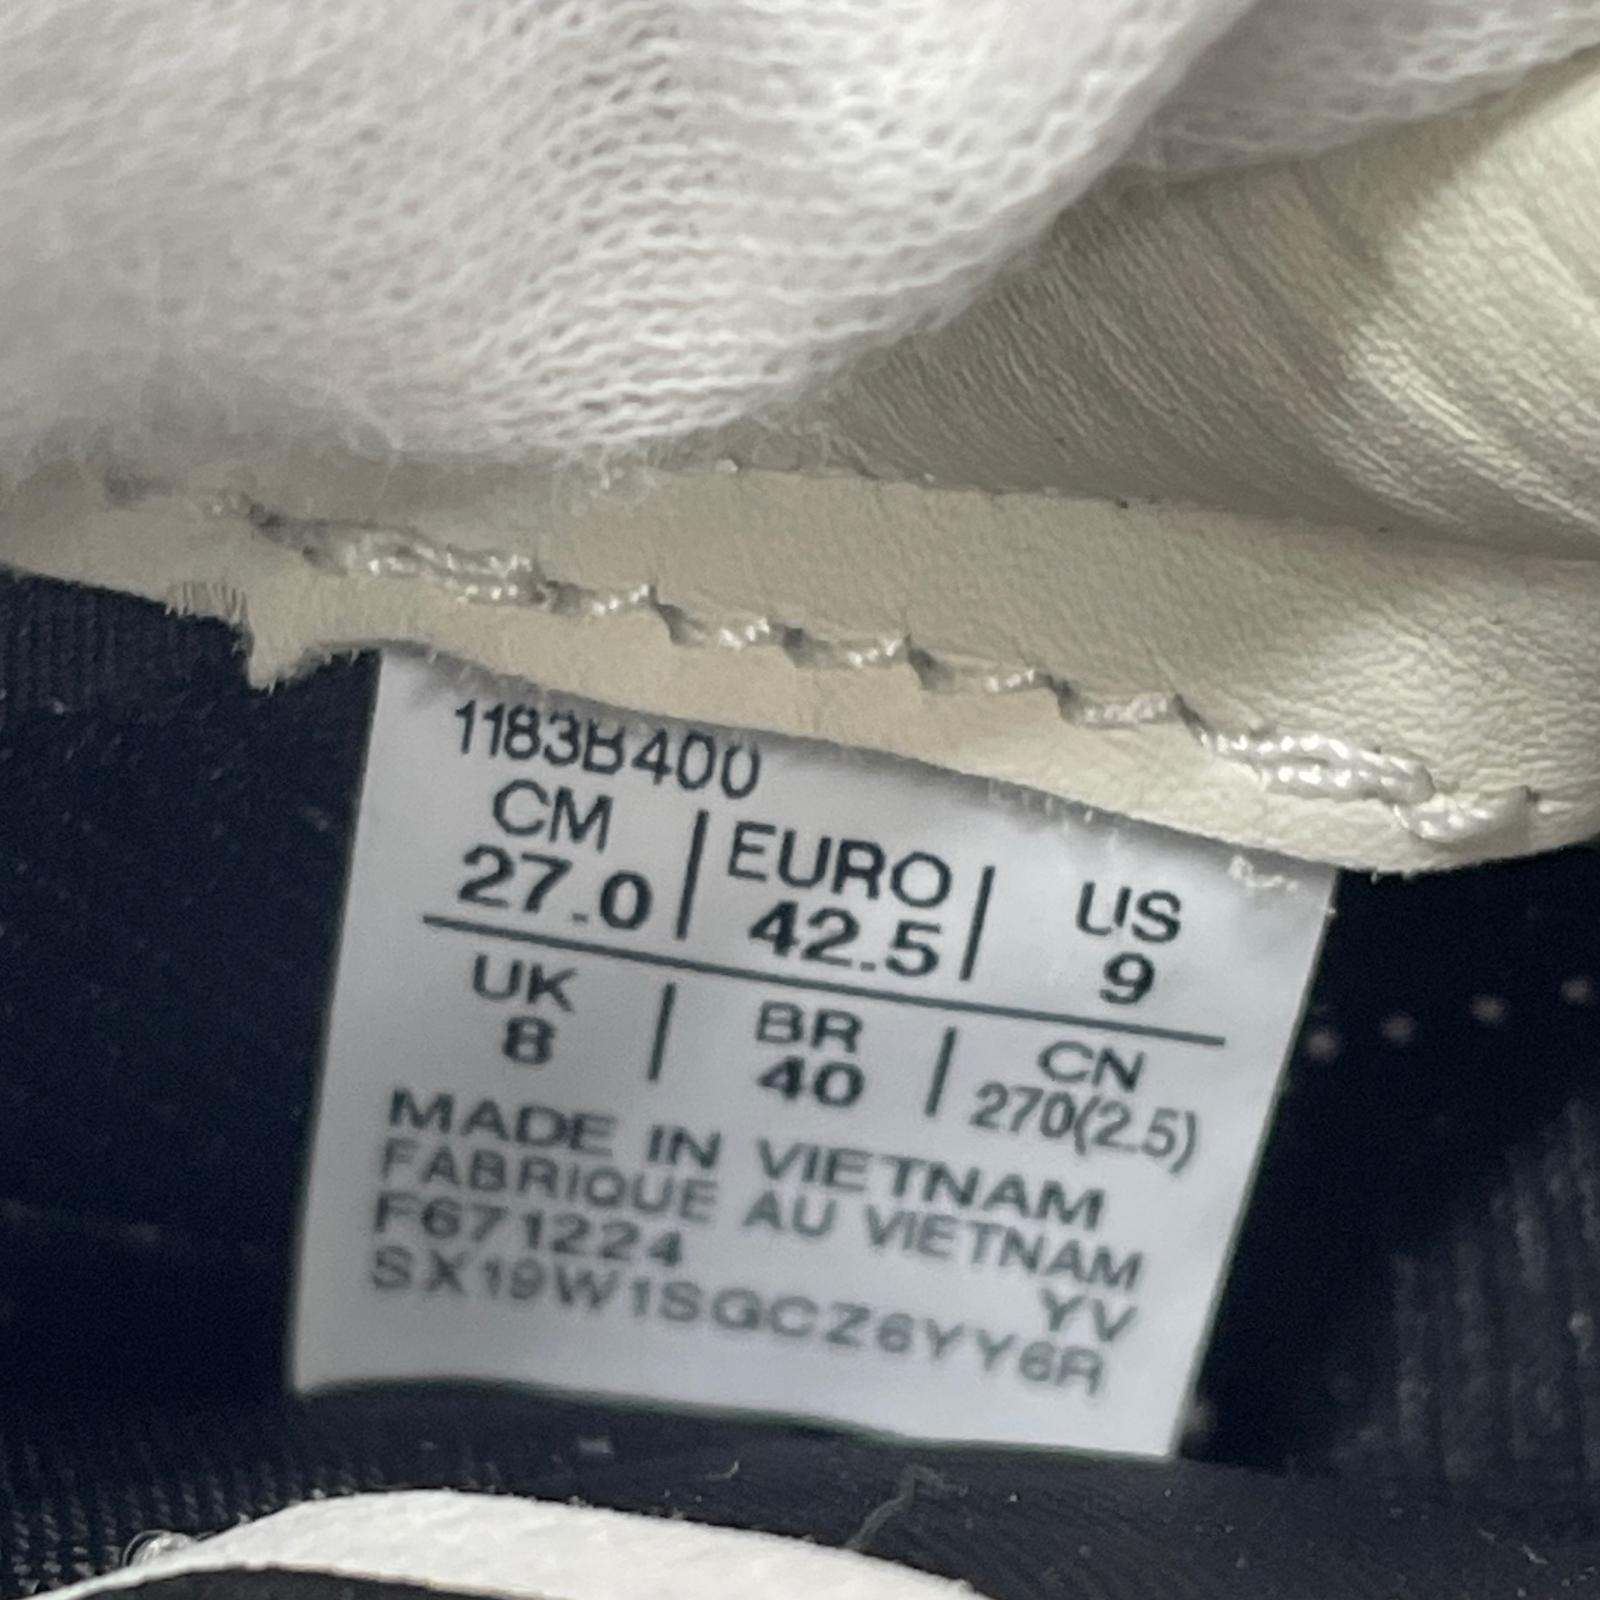 1183B400
CM | EURO | US
27.0 | 42.5 | 9
UK | BR | CN
8 | 40 | 270(2.5)
MADE IN VIETNAM
FABRIQUE AU VIETNAM
F671224 YV
SX19W1SGCZ6YY6R